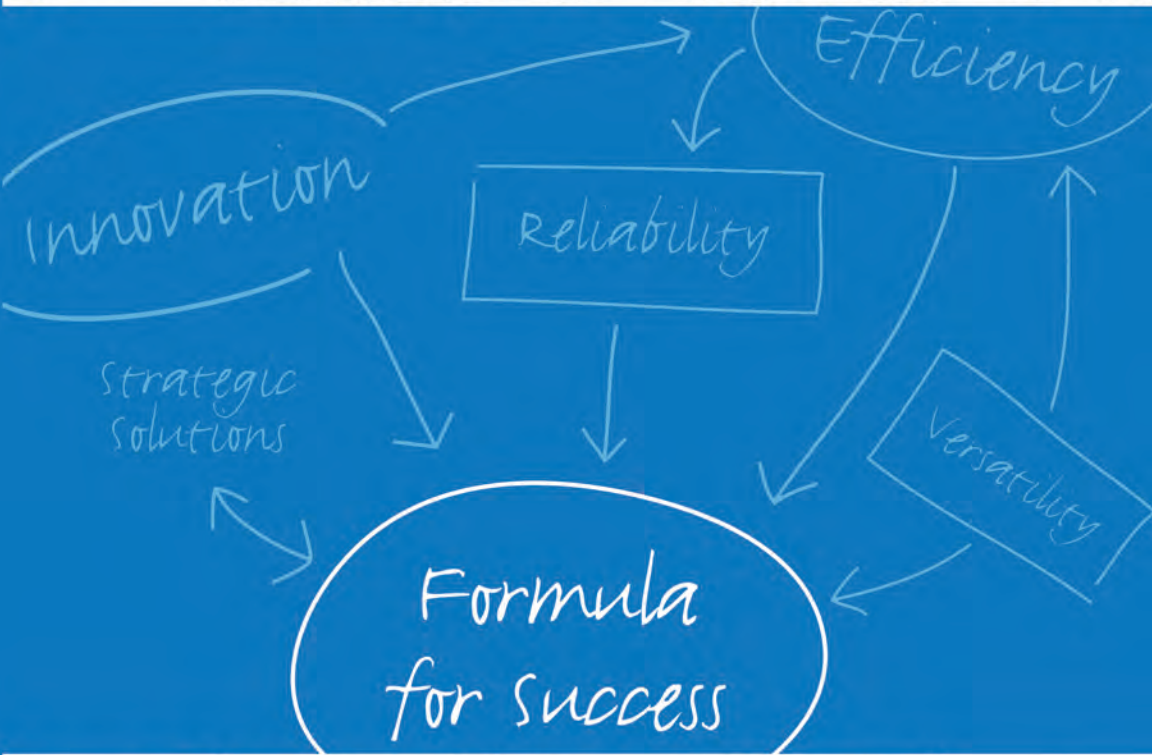 Efficiency
Innovation
Reliability
Strategic
Solutions
Versatility
Formula
for Success